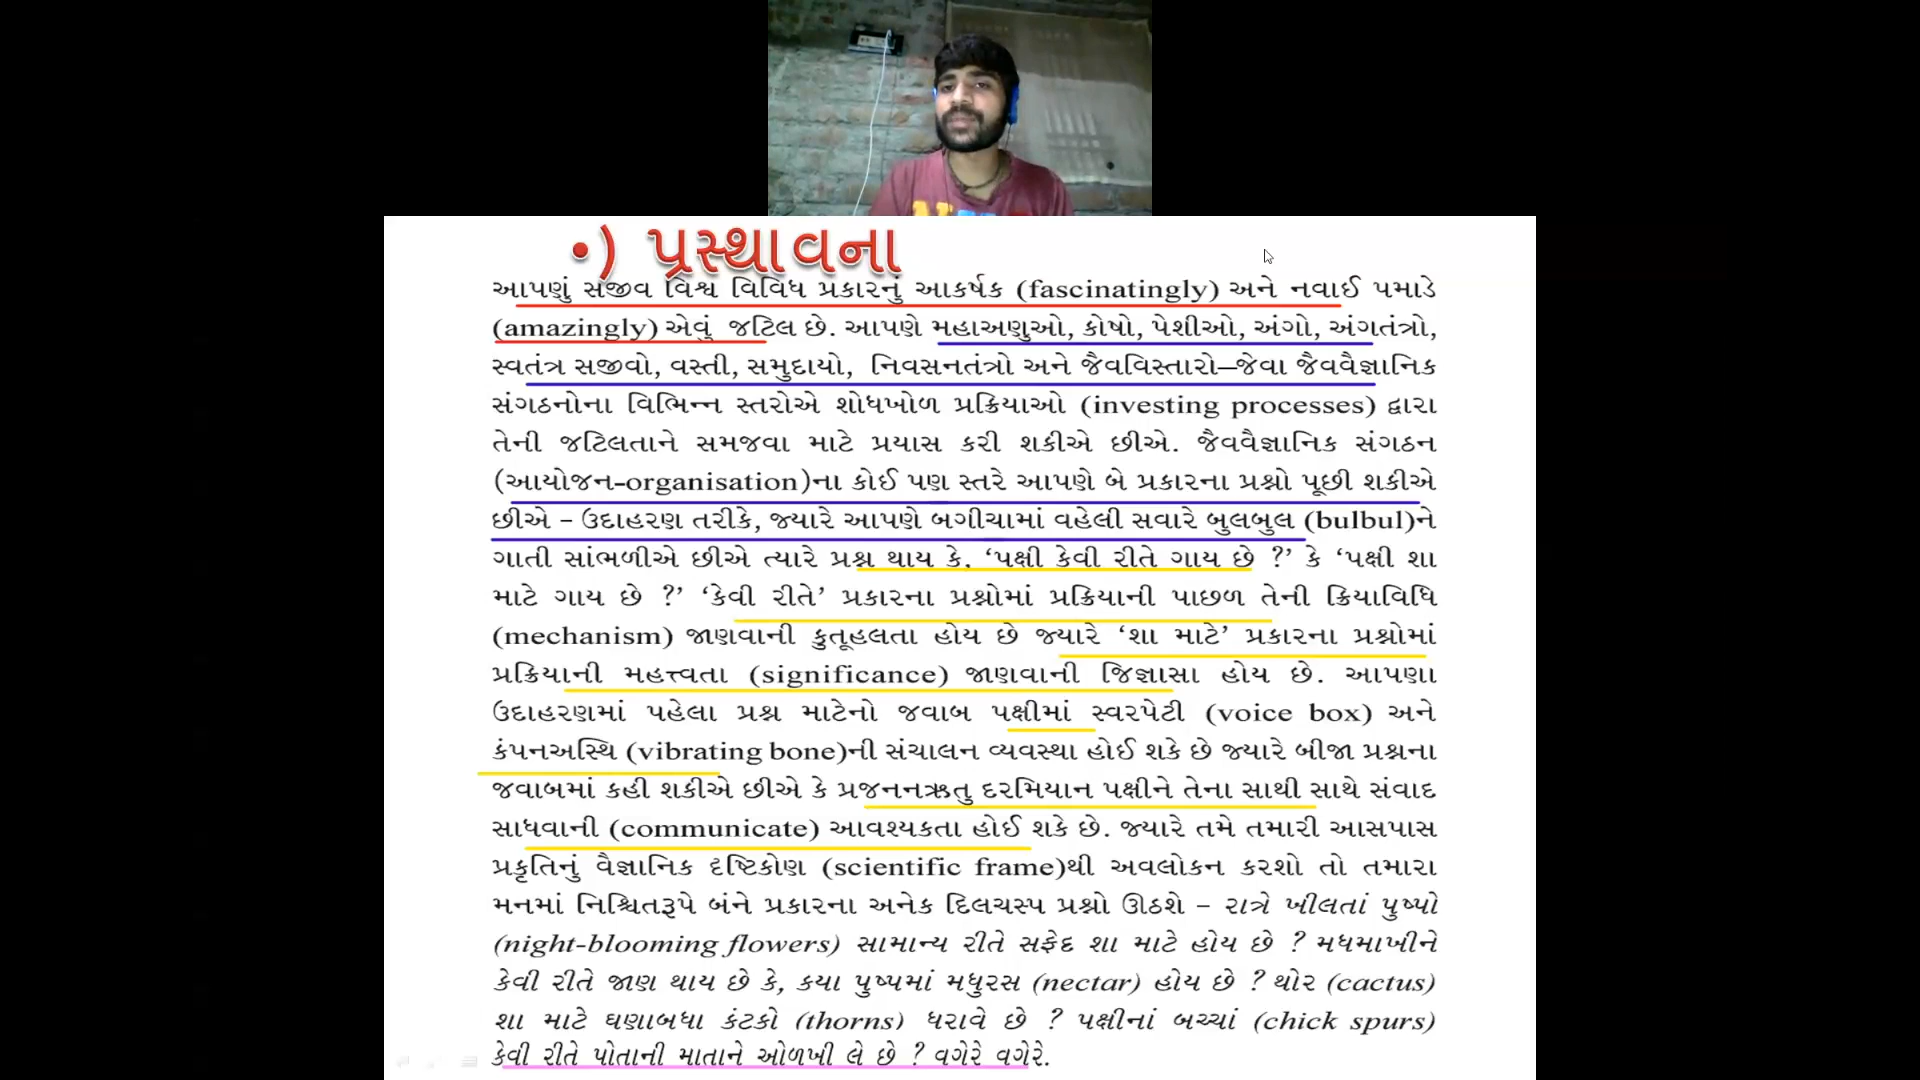 •) પ્રસ્થાવના
આપણું સજીવ વિશ્વ વિવિધ પ્રકારનું આકર્ષક (fascinatingly) અને નવાઈ પમાડે
(amazingly) એવું જટિલ છે. આપણે મહાઅણુઓ, કોષો, પેશીઓ, અંગો, અંગતંત્રો,
સ્વતંત્ર સજીવો, વસ્તી, સમુદાયો, નિવસનતંત્રો અને જૈવવિસ્તારો–જેવા જૈવવૈજ્ઞાનિક
સંગઠનોના વિભિન્ન સ્તરોએ શોધખોળ પ્રક્રિયાઓ (investing processes) દ્વારા
તેની જટિલતાને સમજવા માટે પ્રયાસ કરી શકીએ છીએ. જૈવવૈજ્ઞાનિક સંગઠન
(આયોજન-organisation)ના કોઈ પણ સ્તરે આપણે બે પ્રકારના પ્રશ્નો પૂછી શકીએ
છીએ – ઉદાહરણ તરીકે, જ્યારે આપણે બગીચામાં વહેલી સવારે બુલબુલ (bulbul)ને
ગાતી સાંભળીએ છીએ ત્યારે પ્રશ્ન થાય કે, ‘પક્ષી કેવી રીતે ગાય છે ?’ કે ‘પક્ષી શા
માટે ગાય છે ?’ ‘કેવી રીતે’ પ્રકારના પ્રશ્નોમાં પ્રક્રિયાની પાછળ તેની ક્રિયાવિધિ
(mechanism) જાણવાની કુતૂહલતા હોય છે જ્યારે ‘શા માટે’ પ્રકારના પ્રશ્નોમાં
પ્રક્રિયાની મહત્ત્વતા (significance) જાણવાની જિજ્ઞાસા હોય છે. આપણા
ઉદાહરણમાં પહેલા પ્રશ્ન માટેનો જવાબ પક્ષીમાં સ્વરપેટી (voice box) અને
કંપનઅસ્થિ (vibrating bone)ની સંચાલન વ્યવસ્થા હોઈ શકે છે જ્યારે બીજા પ્રશ્નના
જવાબમાં કહી શકીએ છીએ કે પ્રજનનઋતુ દરમિયાન પક્ષીને તેના સાથી સાથે સંવાદ
સાધવાની (communicate) આવશ્યકતા હોઈ શકે છે. જ્યારે તમે તમારી આસપાસ
પ્રકૃતિનું વૈજ્ઞાનિક દૃષ્ટિકોણ (scientific frame)થી અવલોકન કરશો તો તમારા
મનમાં નિશ્ચિતરૂપે બંને પ્રકારના અનેક દિલચસ્પ પ્રશ્નો ઊઠશે – રાત્રે ખીલતાં પુષ્પો
(night-blooming flowers) સામાન્ય રીતે સફેદ શા માટે હોય છે ? મધમાખીને
કેવી રીતે જાણ થાય છે કે, કયા પુષ્પમાં મધુરસ (nectar) હોય છે ? થોર (cactus)
શા માટે ઘણાબધા કંટકો (thorns) ધરાવે છે ? પક્ષીનાં બચ્ચાં (chick spurs)
કેવી રીતે પોતાની માતાને ઓળખી લે છે ? વગેરે વગેરે.